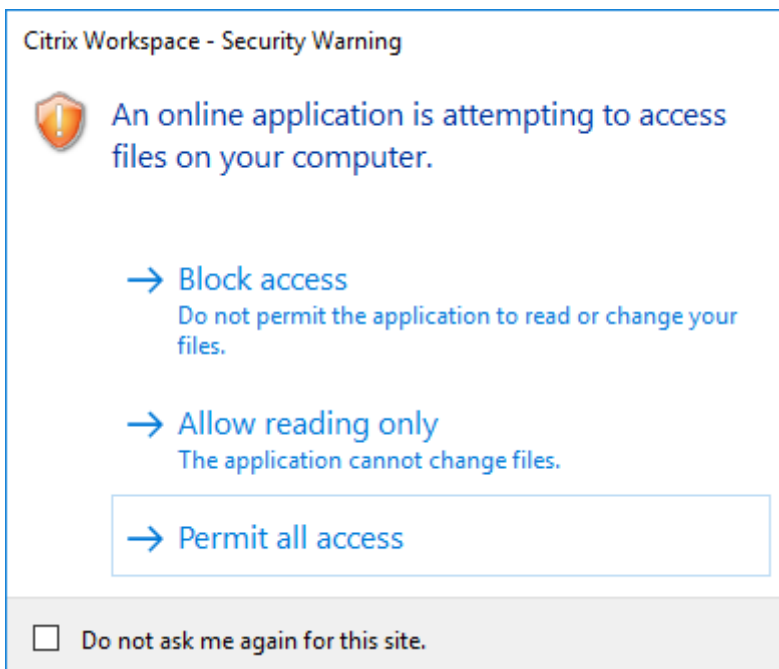 Citrix Workspace - Security Warning
An online application is attempting to access
files on your computer.
Block access
Do not permit the application to read or change your
files.
Allow reading only
The application cannot change files.
Permit all access
Do not ask me again for this site.